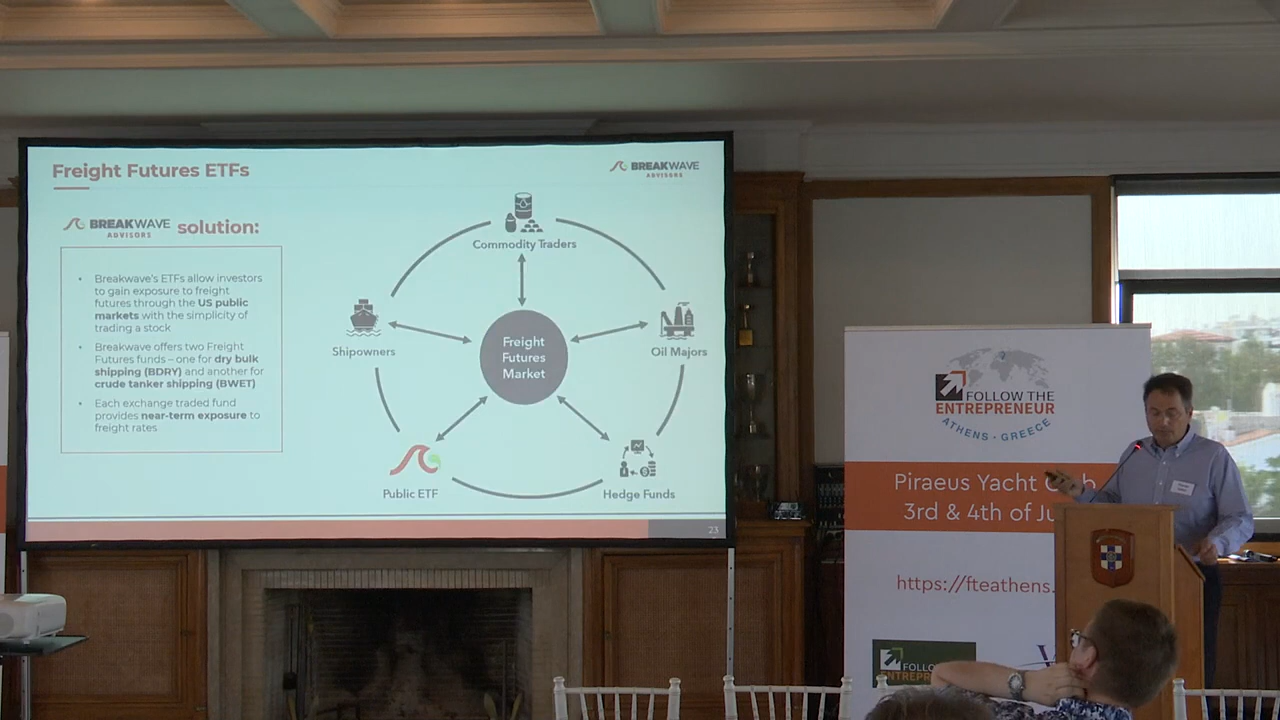 Freight Futures ETFs
BREAKWAVE
ADVISORS
BREAKWAVE
ADVISORS
solution:
• Breakwave's ETFs allow investors
to gain exposure to freight
futures through the US public
markets with the simplicity of
trading a stock
• Breakwave offers two Freight
Futures funds – one for dry bulk
shipping (BDRY) and another for
crude tanker shipping (BWET)
• Each exchange traded fund
provides near-term exposure to
freight rates
Commodity Traders
Shipowners
Freight
Futures
Market
Oil Majors
Public ETF
Hedge Funds
23
FOLLOW THE
ENTREPRENEUR
ATHENS - GREECE
Piraeus Yacht
3rd & 4th of
https://fteathens.